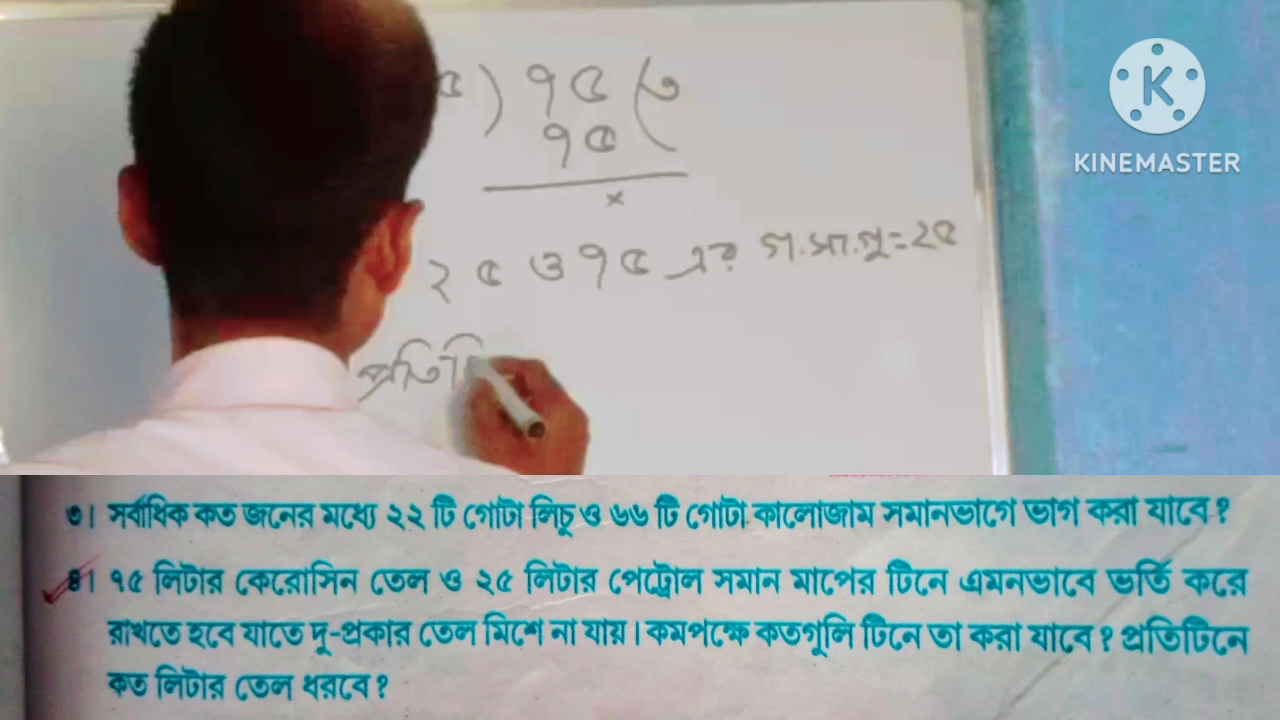 ৫ ) ৭৫ ( ৩
৭৫
×
২৫ ও ৭৫ এর গ.সা.গু=২৫
প্রতিটি
KINEMASTER
৩। সর্বাধিক কত জনের মধ্যে ২২ টি গোটা লিচু ও ৬৬ টি গোটা কালোজাম সমানভাগে ভাগ করা যাবে?
৪। ৭৫ লিটার কেরোসিন তেল ও ২৫ লিটার পেট্রোল সমান মাপের টিনে এমনভাবে ভর্তি করে
রাখতে হবে যাতে দু-প্রকার তেল মিশে না যায়। কমপক্ষে কতগুলি টিনে তা করা যাবে? প্রতিটিনে
কত লিটার তেল ধরবে?